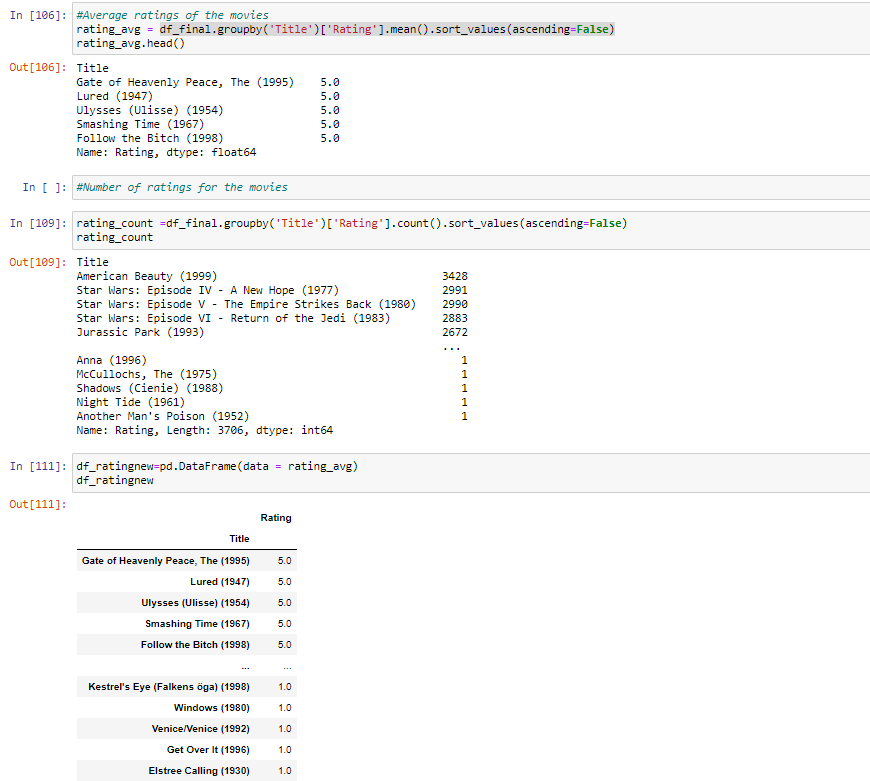 In [106]: #Average ratings of the movies
rating_avg = df_final.groupby('Title')['Rating'].mean().sort_values(ascending=False)
rating_avg.head()
Out[106]: Title
Gate of Heavenly Peace, The (1995) 5.0
Lured (1947) 5.0
Ulysses (Ulisse) (1954) 5.0
Smashing Time (1967) 5.0
Follow the Bitch (1998) 5.0
Name: Rating, dtype: float64
In [ ]: #Number of ratings for the movies
In [109]: rating_count =df_final.groupby('Title')['Rating'].count().sort_values(ascending=False)
rating_count
Out[109]: Title
American Beauty (1999) 3428
Star Wars: Episode IV - A New Hope (1977) 2991
Star Wars: Episode V - The Empire Strikes Back (1980) 2990
Star Wars: Episode VI - Return of the Jedi (1983) 2883
Jurassic Park (1993) 2672
...
Anna (1996) 1
McCullochs, The (1975) 1
Shadows (Cienie) (1988) 1
Night Tide (1961) 1
Another Man's Poison (1952) 1
Name: Rating, Length: 3706, dtype: int64
In [111]: df_ratingnew=pd.DataFrame(data = rating_avg)
df_ratingnew
Out[111]:
Rating
Title
Gate of Heavenly Peace, The (1995) 5.0
Lured (1947) 5.0
Ulysses (Ulisse) (1954) 5.0
Smashing Time (1967) 5.0
Follow the Bitch (1998) 5.0
... ...
Kestrel's Eye (Falkens öga) (1998) 1.0
Windows (1980) 1.0
Venice/Venice (1992) 1.0
Get Over It (1996) 1.0
Elstree Calling (1930) 1.0